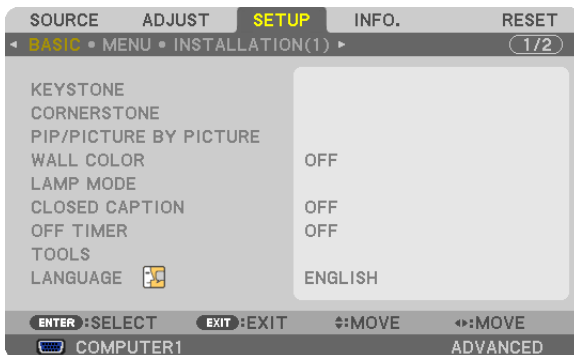 SOURCE ADJUST SETUP INFO. RESET
◂ BASIC • MENU • INSTALLATION(1) ▸ 1/2
KEYSTONE
CORNERSTONE
PIP/PICTURE BY PICTURE
WALL COLOR OFF
LAMP MODE
CLOSED CAPTION OFF
OFF TIMER OFF
TOOLS
LANGUAGE ENGLISH
ENTER :SELECT EXIT :EXIT ♦:MOVE ◂▸:MOVE
COMPUTER1 ADVANCED